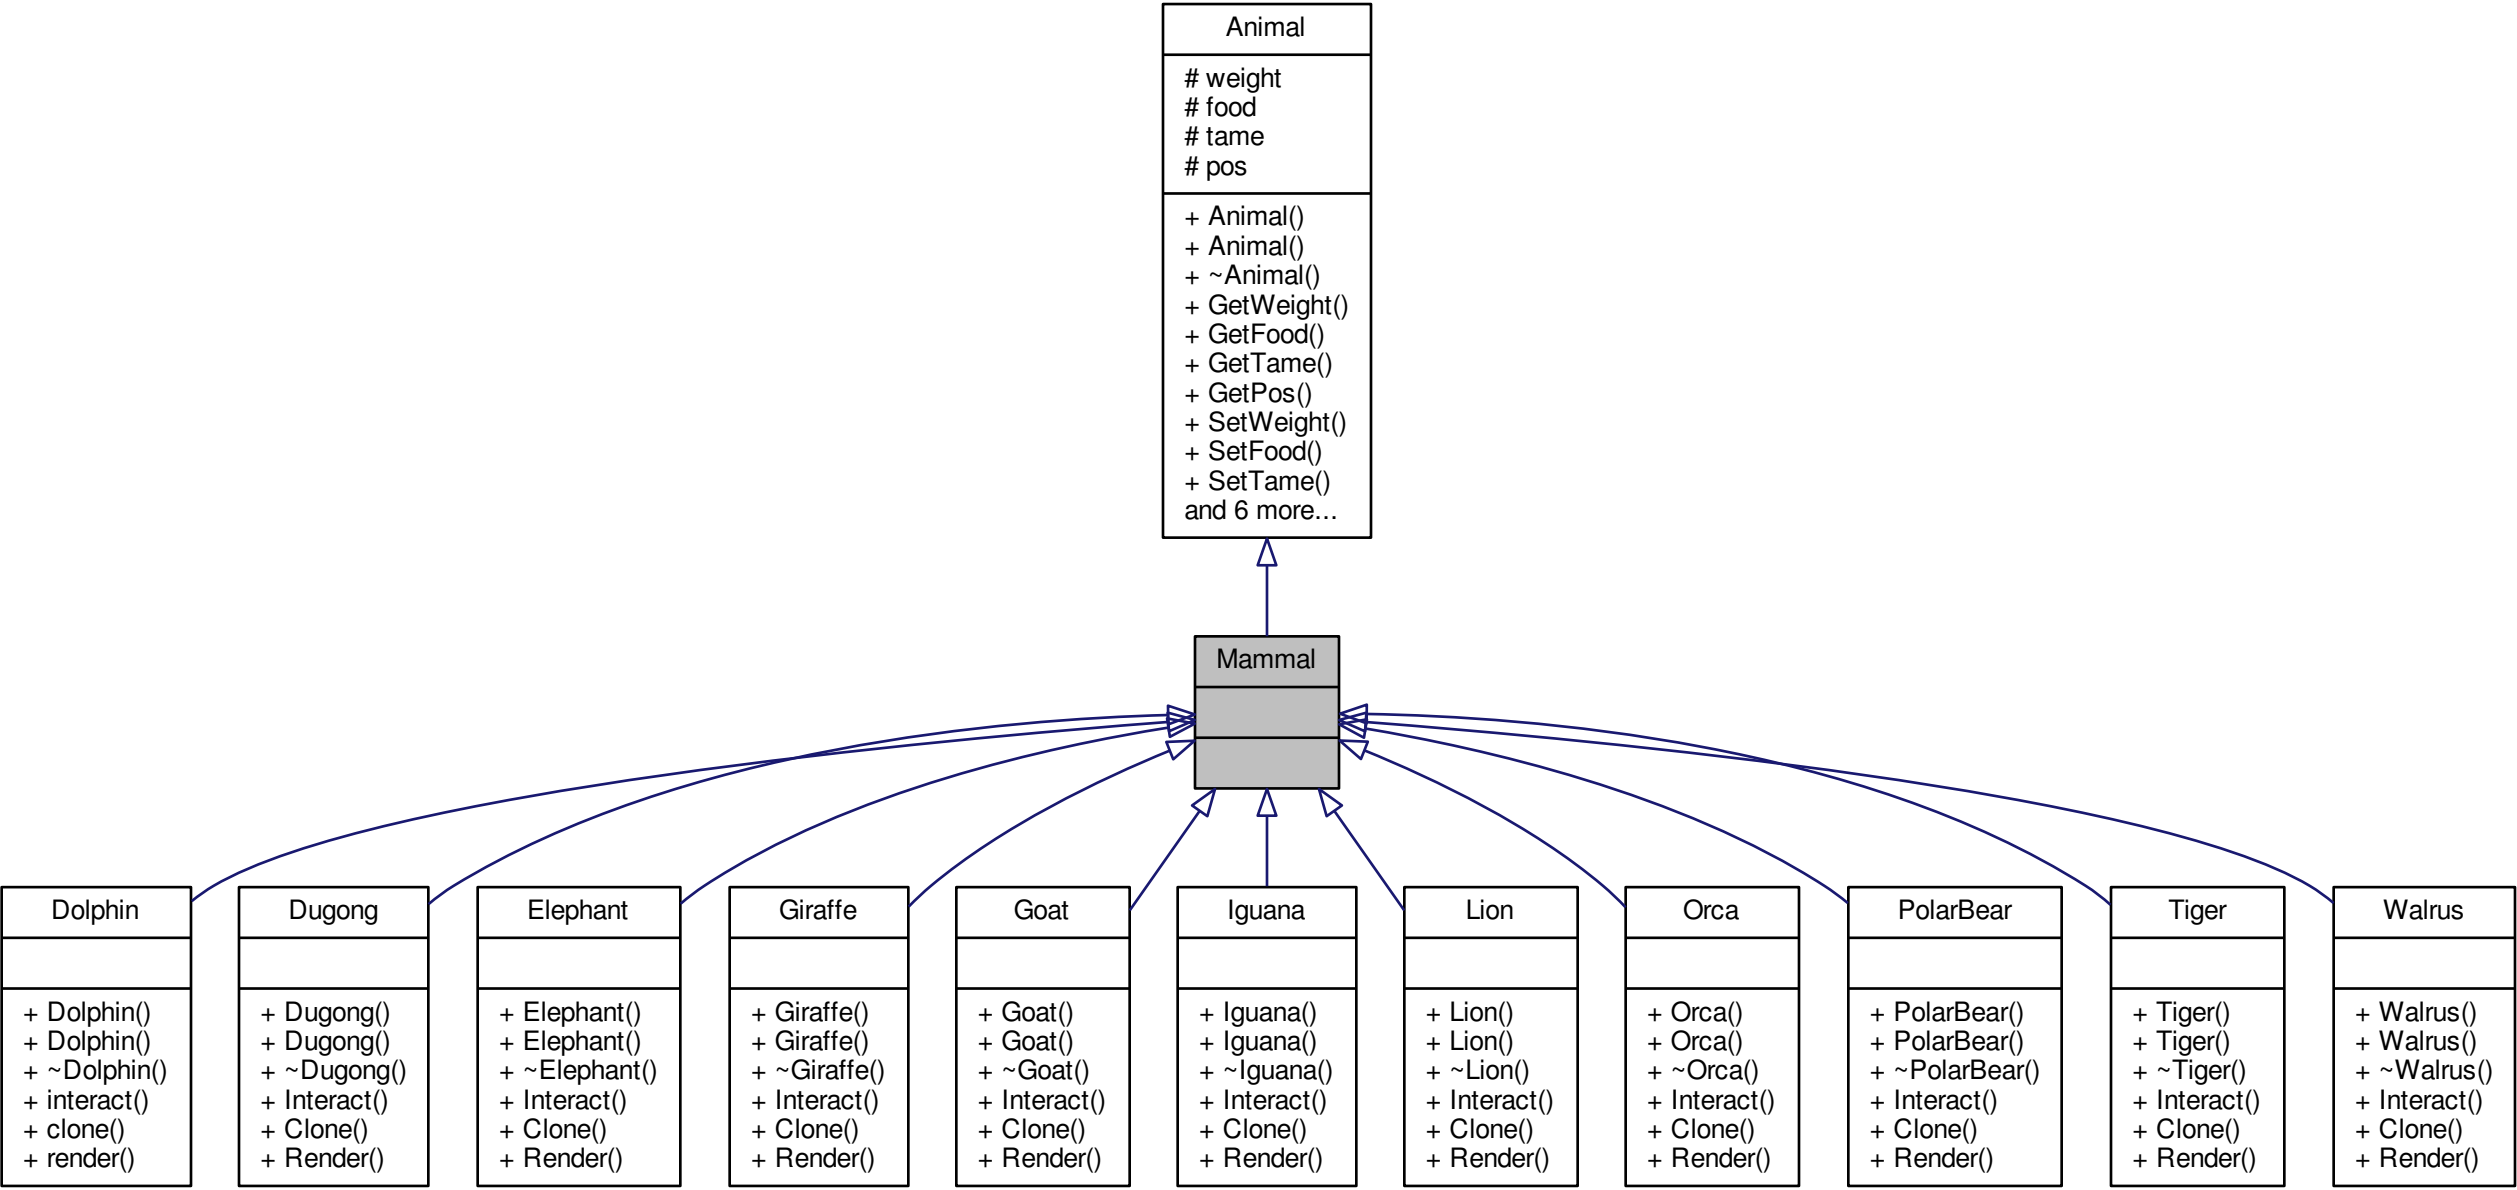 Animal
# weight
# food
# tame
# pos
+ Animal()
+ Animal()
+ ~Animal()
+ GetWeight()
+ GetFood()
+ GetTame()
+ GetPos()
+ SetWeight()
+ SetFood()
+ SetTame()
and 6 more...
Mammal
Dolphin
+ Dolphin()
+ Dolphin()
+ ~Dolphin()
+ interact()
+ clone()
+ render()
Dugong
+ Dugong()
+ Dugong()
+ ~Dugong()
+ Interact()
+ Clone()
+ Render()
Elephant
+ Elephant()
+ Elephant()
+ ~Elephant()
+ Interact()
+ Clone()
+ Render()
Giraffe
+ Giraffe()
+ Giraffe()
+ ~Giraffe()
+ Interact()
+ Clone()
+ Render()
Goat
+ Goat()
+ Goat()
+ ~Goat()
+ Interact()
+ Clone()
+ Render()
Iguana
+ Iguana()
+ Iguana()
+ ~Iguana()
+ Interact()
+ Clone()
+ Render()
Lion
+ Lion()
+ Lion()
+ ~Lion()
+ Interact()
+ Clone()
+ Render()
Orca
+ Orca()
+ Orca()
+ ~Orca()
+ Interact()
+ Clone()
+ Render()
PolarBear
+ PolarBear()
+ PolarBear()
+ ~PolarBear()
+ Interact()
+ Clone()
+ Render()
Tiger
+ Tiger()
+ Tiger()
+ ~Tiger()
+ Interact()
+ Clone()
+ Render()
Walrus
+ Walrus()
+ Walrus()
+ ~Walrus()
+ Interact()
+ Clone()
+ Render()